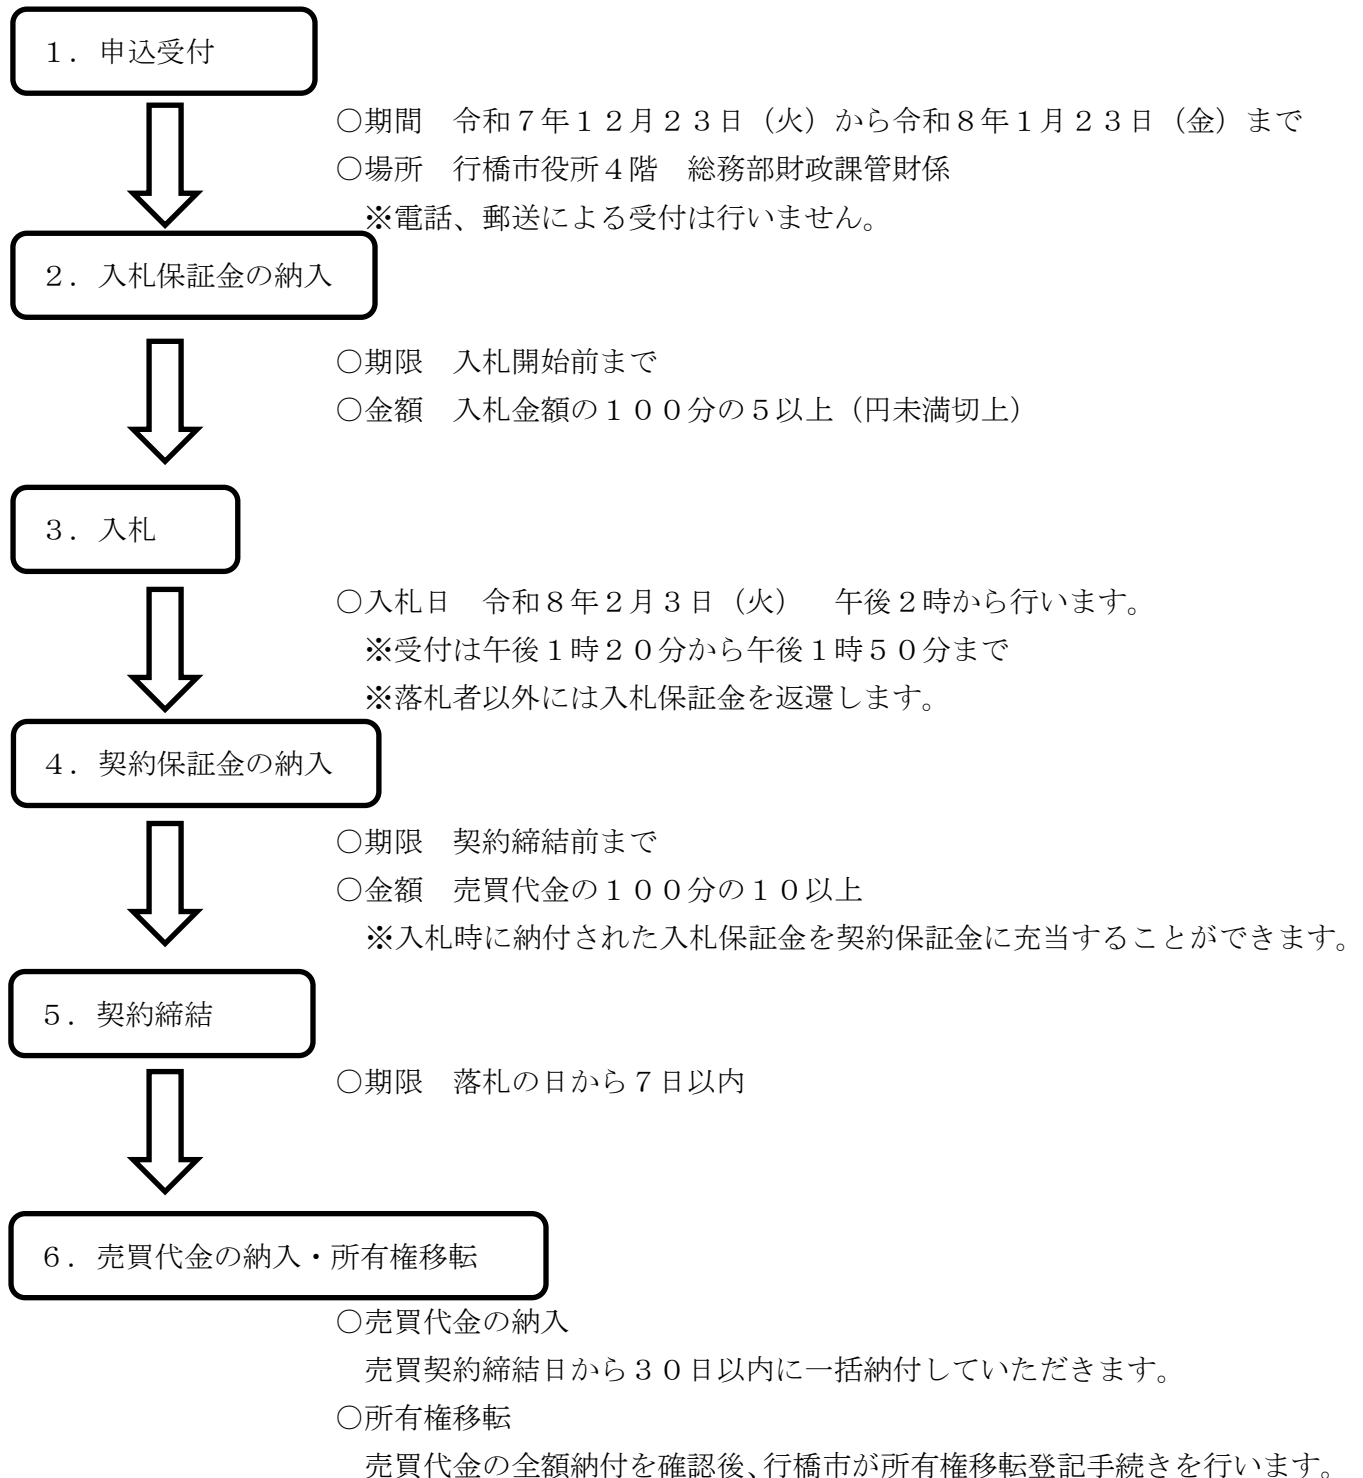 １．申込受付
○期間　令和７年１２月２３日（火）から令和８年１月２３日（金）まで
○場所　行橋市役所４階　総務部財政課管財係
※電話、郵送による受付は行いません。
２．入札保証金の納入
○期限　入札開始前まで
○金額　入札金額の１００分の５以上（円未満切上）
３．入札
○入札日　令和８年２月３日（火）　午後２時から行います。
※受付は午後１時２０分から午後１時５０分まで
※落札者以外には入札保証金を返還します。
４．契約保証金の納入
○期限　契約締結前まで
○金額　売買代金の１００分の１０以上
※入札時に納付された入札保証金を契約保証金に充当することができます。
５．契約締結
○期限　落札の日から７日以内
６．売買代金の納入・所有権移転
○売買代金の納入
売買契約締結日から３０日以内に一括納付していただきます。
○所有権移転
売買代金の全額納付を確認後、行橋市が所有権移転登記手続きを行います。